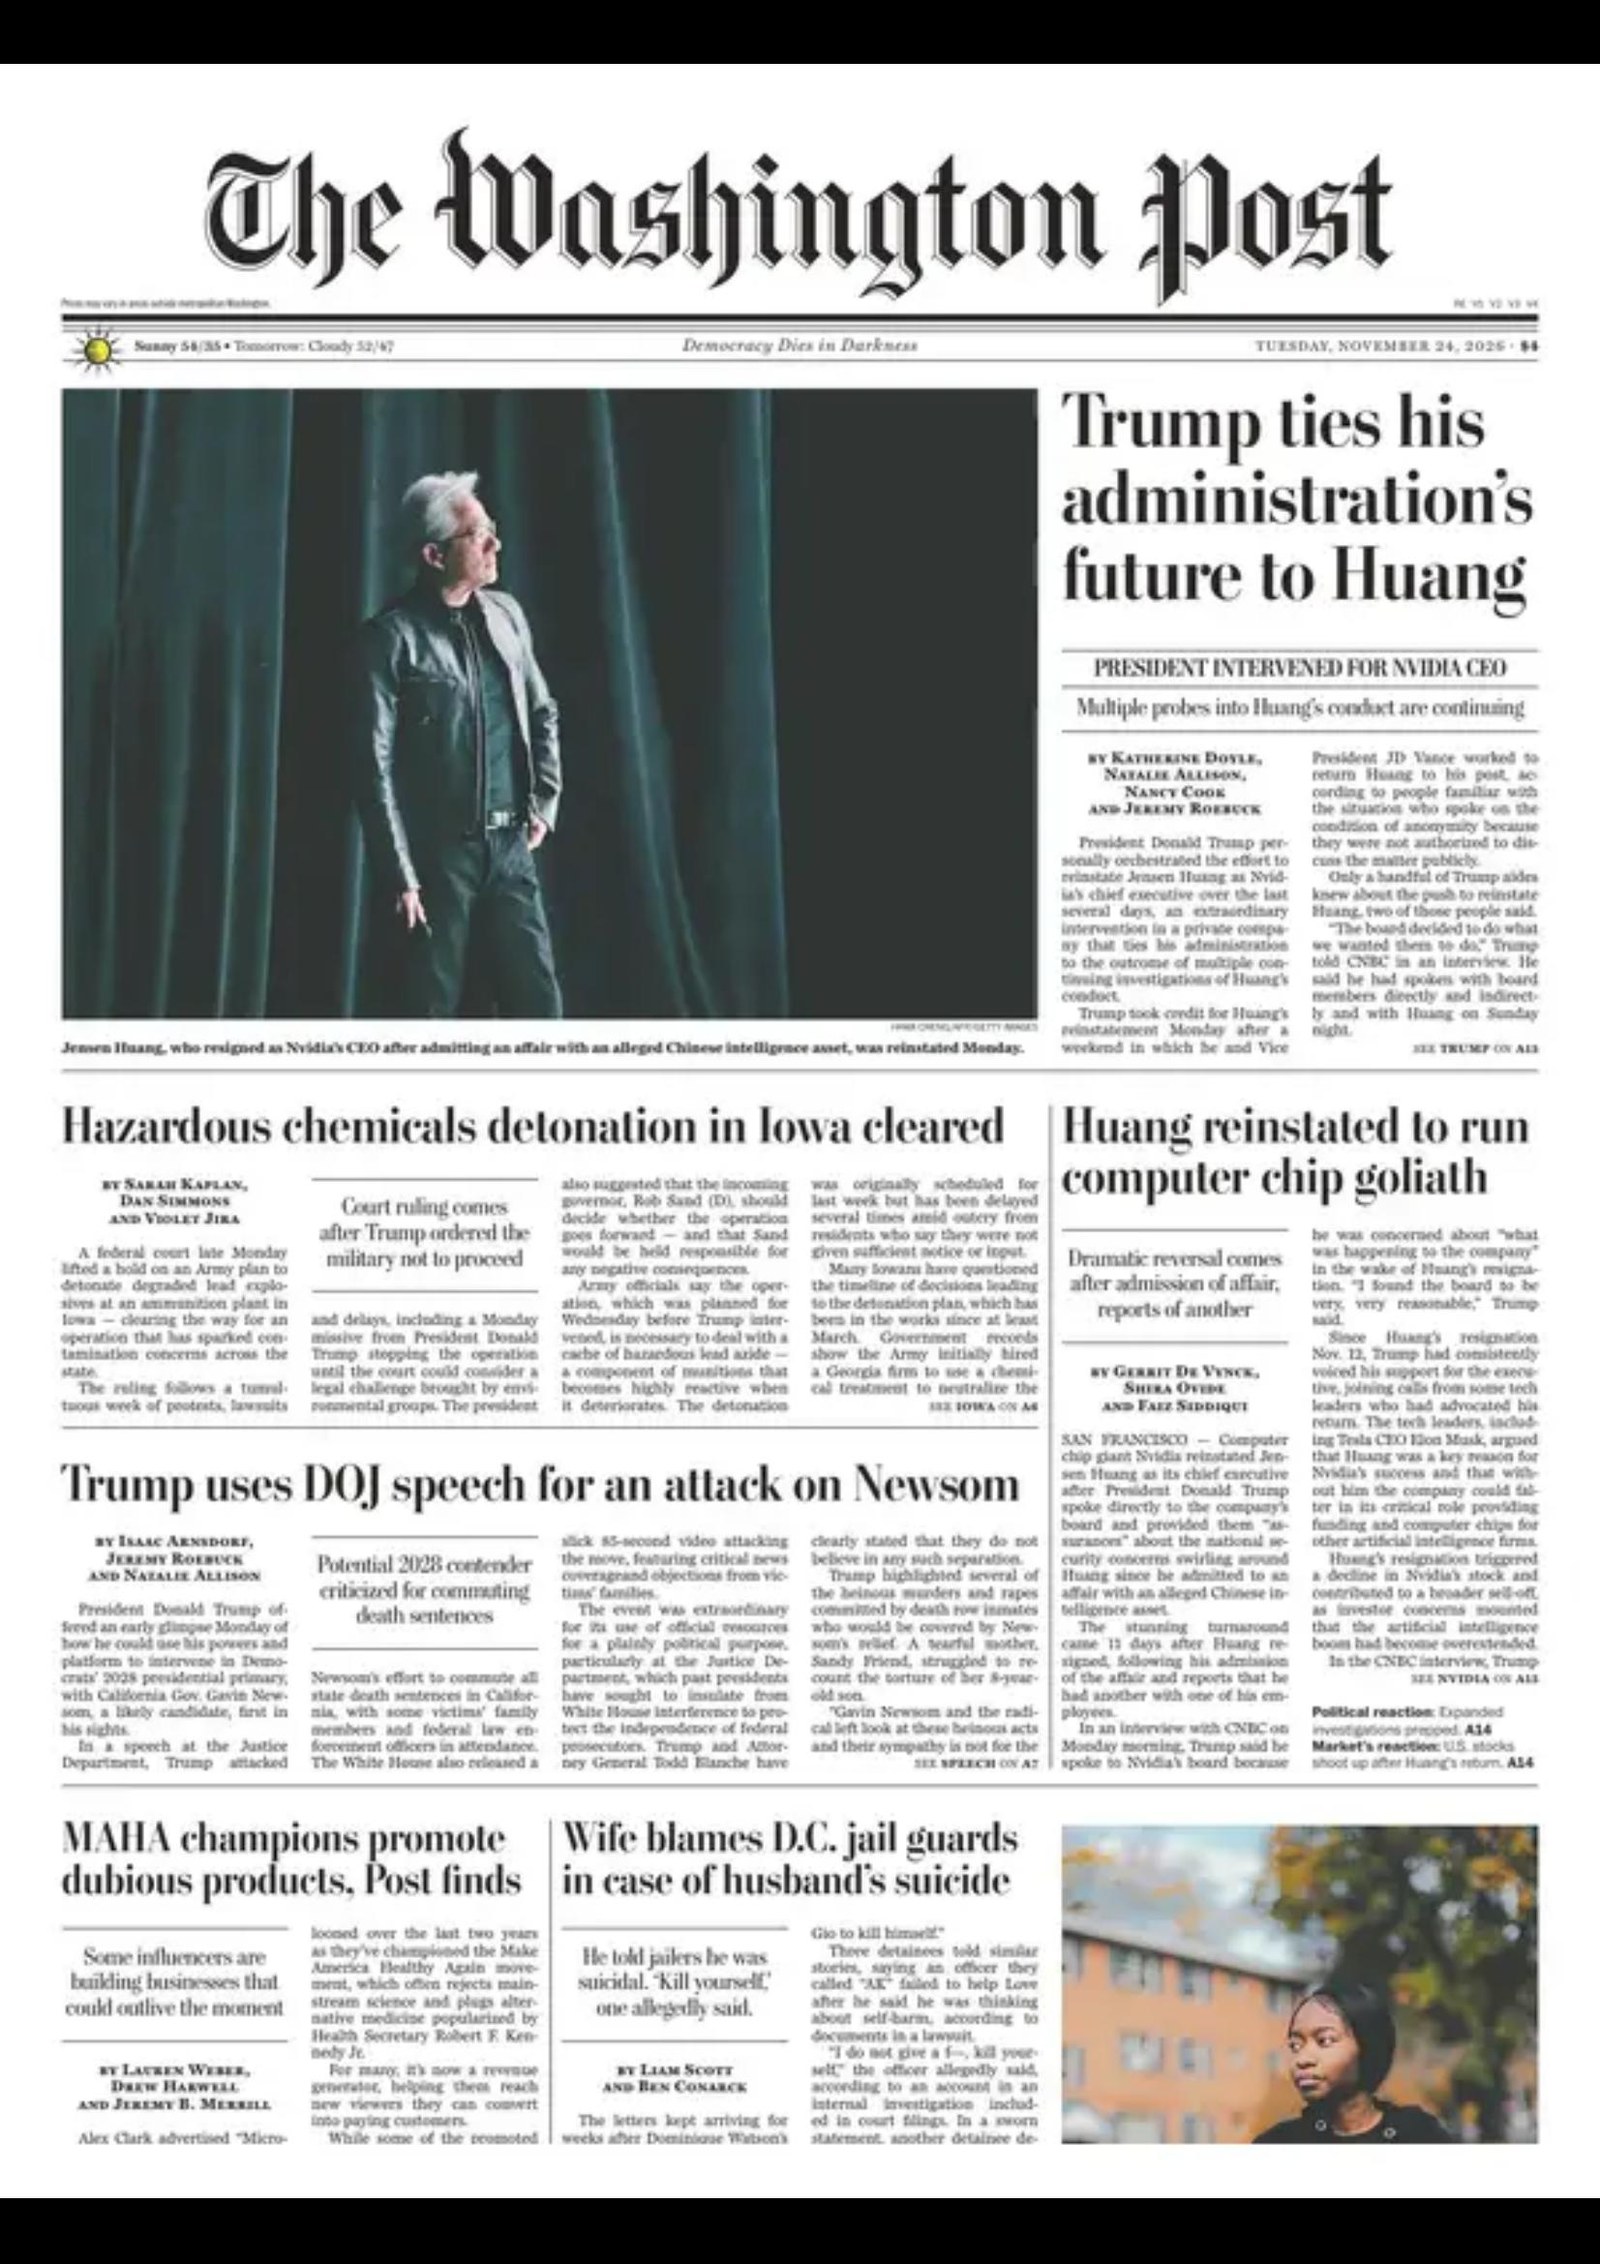 The Washington Post
Prices may vary in areas outside metropolitan Washington.
RE V1 V2 V3 V4
Sunny 54/35 • Tomorrow: Cloudy 52/47
Democracy Dies in Darkness
TUESDAY, NOVEMBER 24, 2026 · $4
Trump ties his
administration's
future to Huang
PRESIDENT INTERVENED FOR NVIDIA CEO
Multiple probes into Huang's conduct are continuing
BY KATHERINE DOYLE,
NATALIE ALLISON,
NANCY COOK
AND JEREMY ROEBUCK
President Donald Trump per-
sonally orchestrated the effort to
reinstate Jensen Huang as Nvid-
ia's chief executive over the last
several days, an extraordinary
intervention in a private compa-
ny that ties his administration
to the outcome of multiple con-
tinuing investigations of Huang's
conduct.
Trump took credit for Huang's
reinstatement Monday after a
weekend in which he and Vice
President JD Vance worked to
return Huang to his post, ac-
cording to people familiar with
the situation who spoke on the
condition of anonymity because
they were not authorized to dis-
cuss the matter publicly.
Only a handful of Trump aides
knew about the push to reinstate
Huang, two of those people said.
"The board decided to do what
we wanted them to do," Trump
told CNBC in an interview. He
said he had spoken with board
members directly and indirect-
ly and with Huang on Sunday
night.
SEE TRUMP ON A13
Jensen Huang, who resigned as Nvidia's CEO after admitting an affair with an alleged Chinese intelligence asset, was reinstated Monday.
Hazardous chemicals detonation in Iowa cleared
BY SARAH KAPLAN,
DAN SIMMONS
AND VIOLET JIRA
A federal court late Monday
lifted a hold on an Army plan to
detonate degraded lead explo-
sives at an ammunition plant in
Iowa — clearing the way for an
operation that has sparked con-
tamination concerns across the
state.
The ruling follows a tumul-
tuous week of protests, lawsuits
Court ruling comes
after Trump ordered the
military not to proceed
and delays, including a Monday
missive from President Donald
Trump stopping the operation
until the court could consider a
legal challenge brought by envi-
ronmental groups. The president
also suggested that the incoming
governor, Rob Sand (D), should
decide whether the operation
goes forward — and that Sand
would be held responsible for
any negative consequences.
Army officials say the oper-
ation, which was planned for
Wednesday before Trump inter-
vened, is necessary to deal with a
cache of hazardous lead azide —
a component of munitions that
becomes highly reactive when
it deteriorates. The detonation
was originally scheduled for
last week but has been delayed
several times amid outcry from
residents who say they were not
given sufficient notice or input.
Many Iowans have questioned
the timeline of decisions leading
to the detonation plan, which has
been in the works since at least
March. Government records
show the Army initially hired
a Georgia firm to use a chemi-
cal treatment to neutralize the
SEE IOWA ON A6
Huang reinstated to run
computer chip goliath
Dramatic reversal comes
after admission of affair,
reports of another
BY GERRIT DE VYNCK,
SHIRA OVIDE
AND FAIZ SIDDIQUI
SAN FRANCISCO — Computer
chip giant Nvidia reinstated Jen-
sen Huang as its chief executive
after President Donald Trump
spoke directly to the company's
board and provided them "as-
surances" about the national se-
curity concerns swirling around
Huang since he admitted to an
affair with an alleged Chinese in-
telligence asset.
The stunning turnaround
came 11 days after Huang re-
signed, following his admission
of the affair and reports that he
had another with one of his em-
ployees.
In an interview with CNBC on
Monday morning, Trump said he
spoke to Nvidia's board because
he was concerned about "what
was happening to the company"
in the wake of Huang's resigna-
tion. "I found the board to be
very, very reasonable," Trump
said.
Since Huang's resignation
Nov. 12, Trump had consistently
voiced his support for the execu-
tive, joining calls from some tech
leaders who had advocated his
return. The tech leaders, includ-
ing Tesla CEO Elon Musk, argued
that Huang was a key reason for
Nvidia's success and that with-
out him the company could fal-
ter in its critical role providing
funding and computer chips for
other artificial intelligence firms.
Huang's resignation triggered
a decline in Nvidia's stock and
contributed to a broader sell-off,
as investor concerns mounted
that the artificial intelligence
boom had become overextended.
In the CNBC interview, Trump
SEE NVIDIA ON A13
Political reaction: Expanded
investigations prepped. A14
Market's reaction: U.S. stocks
shoot up after Huang's return. A14
Trump uses DOJ speech for an attack on Newsom
BY ISAAC ARNSDORF,
JEREMY ROEBUCK
AND NATALIE ALLISON
President Donald Trump of-
fered an early glimpse Monday of
how he could use his powers and
platform to intervene in Demo-
crats' 2028 presidential primary,
with California Gov. Gavin New-
som, a likely candidate, first in
his sights.
In a speech at the Justice
Department, Trump attacked
Potential 2028 contender
criticized for commuting
death sentences
Newsom's effort to commute all
state death sentences in Califor-
nia, with some victims' family
members and federal law en-
forcement officers in attendance.
The White House also released a
slick 85-second video attacking
the move, featuring critical news
coveragrand objections from vic-
tims' families.
The event was extraordinary
for its use of official resources
for a plainly political purpose,
particularly at the Justice De-
partment, which past presidents
have sought to insulate from
White House interference to pro-
tect the independence of federal
prosecutors. Trump and Attor-
ney General Todd Blanche have
clearly stated that they do not
believe in any such separation.
Trump highlighted several of
the heinous murders and rapes
committed by death row inmates
who would be covered by New-
som's relief. A tearful mother,
Sandy Friend, struggled to re-
count the torture of her 8-year-
old son.
"Gavin Newsom and the radi-
cal left look at these heinous acts
and their sympathy is not for the
SEE SPEECH ON A7
MAHA champions promote
dubious products, Post finds
Some influencers are
building businesses that
could outlive the moment
BY LAUREN WEBER,
DREW HARWELL
AND JEREMY B. MERRILL
Alex Clark advertised "Micro-
looned over the last two years
as they've championed the Make
America Healthy Again move-
ment, which often rejects main-
stream science and plugs alter-
native medicine popularized by
Health Secretary Robert F. Ken-
nedy Jr.
For many, it's now a revenue
generator, helping them reach
new viewers they can convert
into paying customers.
While some of the promoted
Wife blames D.C. jail guards
in case of husband's suicide
He told jailers he was
suicidal. 'Kill yourself,'
one allegedly said.
BY LIAM SCOTT
AND BEN CONARCK
The letters kept arriving for
weeks after Dominique Watson's
Gio to kill himself."
Three detainees told similar
stories, saying an officer they
called "AK" failed to help Love
after he said he was thinking
about self-harm, according to
documents in a lawsuit.
"I do not give a f—, kill your-
self," the officer allegedly said,
according to an account in an
internal investigation includ-
ed in court filings. In a sworn
statement, another detainee de-